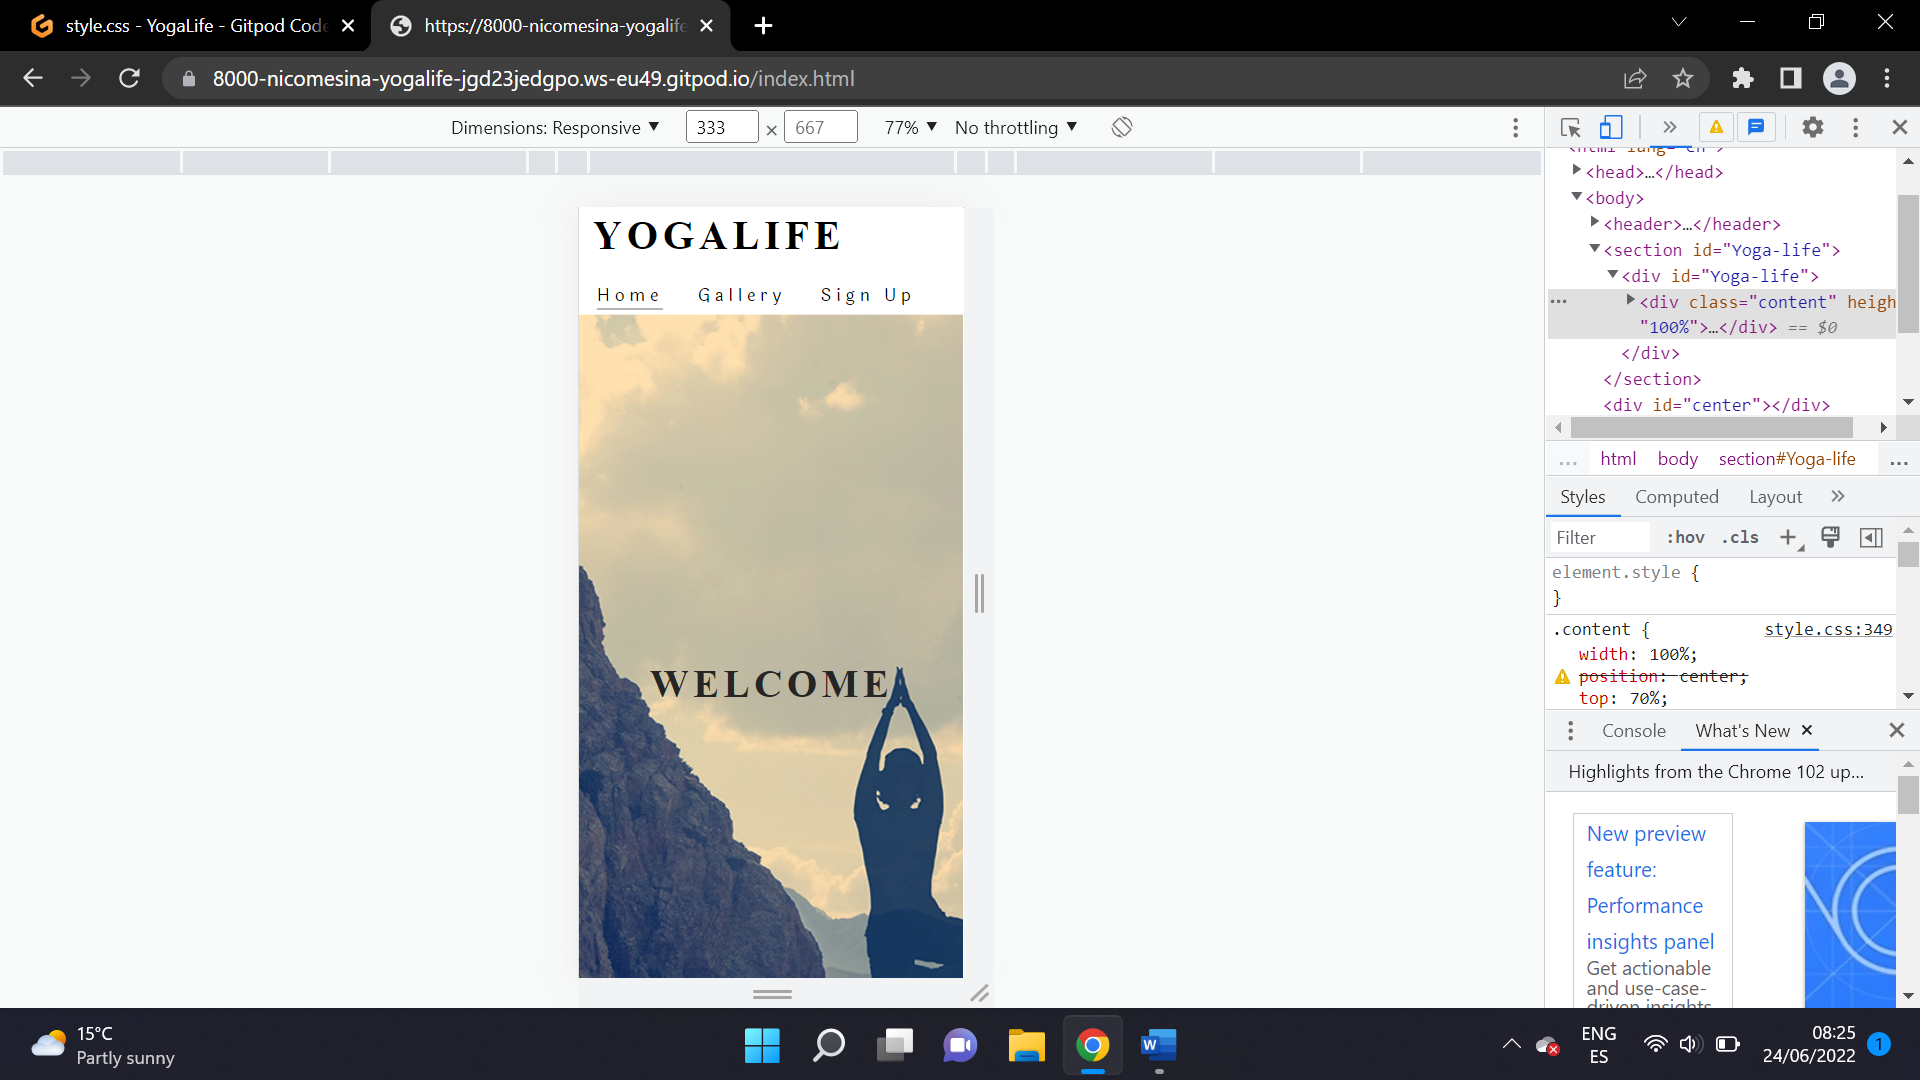 style.css - YogaLife - Gitpod Code
https://8000-nicomesina-yogalife
8000-nicomesina-yogalife-jgd23jedgpo.ws-eu49.gitpod.io/index.html
Dimensions: Responsive 333 × 667 77% No throttling
YOGALIFE
Home Gallery Sign Up
WELCOME
<html lang="en">
<head>…</head>
<body>
<header>…</header>
<section id="Yoga-life">
<div id="Yoga-life">
<div class="content" heigh
"100%">…</div> == $0
</div>
</section>
<div id="center"></div>
... html body section#Yoga-life ...
Styles Computed Layout
Filter :hov .cls
element.style {
}
.content { style.css:349
width: 100%;
position: center;
top: 70%;
Console What's New
Highlights from the Chrome 102 up...
New preview
feature:
Performance
insights panel
Get actionable
and use-case-
driven insights
15°C
Partly sunny
ENG
ES
08:25
24/06/2022
1